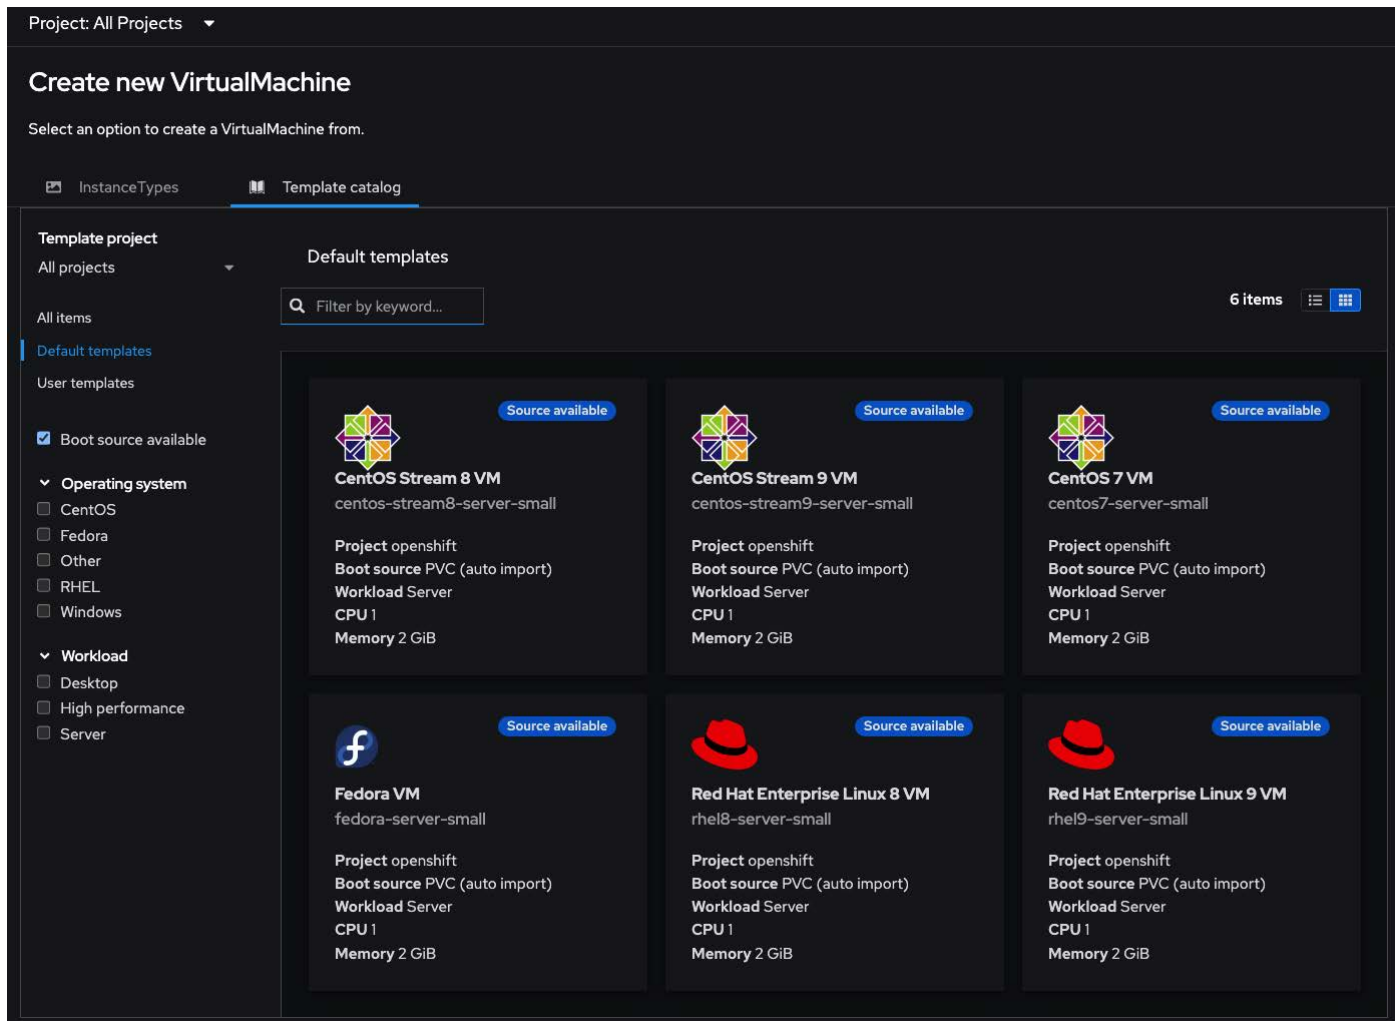 Project: All Projects
Create new VirtualMachine
Select an option to create a VirtualMachine from.
InstanceTypes
Template catalog
Template project
All projects
All items
Default templates
User templates
Boot source available
Operating system
CentOS
Fedora
Other
RHEL
Windows
Workload
Desktop
High performance
Server
Default templates
Filter by keyword...
6 items
Source available
CentOS Stream 8 VM
centos-stream8-server-small
Project openshift
Boot source PVC (auto import)
Workload Server
CPU 1
Memory 2 GiB
Source available
CentOS Stream 9 VM
centos-stream9-server-small
Project openshift
Boot source PVC (auto import)
Workload Server
CPU 1
Memory 2 GiB
Source available
CentOS 7 VM
centos7-server-small
Project openshift
Boot source PVC (auto import)
Workload Server
CPU 1
Memory 2 GiB
Source available
Fedora VM
fedora-server-small
Project openshift
Boot source PVC (auto import)
Workload Server
CPU 1
Memory 2 GiB
Source available
Red Hat Enterprise Linux 8 VM
rhel8-server-small
Project openshift
Boot source PVC (auto import)
Workload Server
CPU 1
Memory 2 GiB
Source available
Red Hat Enterprise Linux 9 VM
rhel9-server-small
Project openshift
Boot source PVC (auto import)
Workload Server
CPU 1
Memory 2 GiB